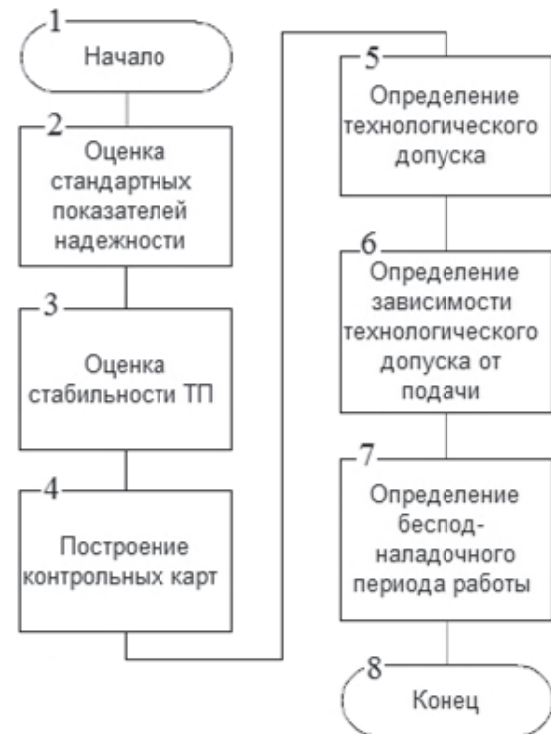 1
Начало
2
Оценка
стандартных
показателей
надежности
3
Оценка
стабильности ТП
4
Построение
контрольных карт
5
Определение
технологического
допуска
6
Определение
зависимости
технологического
допуска от
подачи
7
Определение
беспод-
наладочного
периода работы
8
Конец